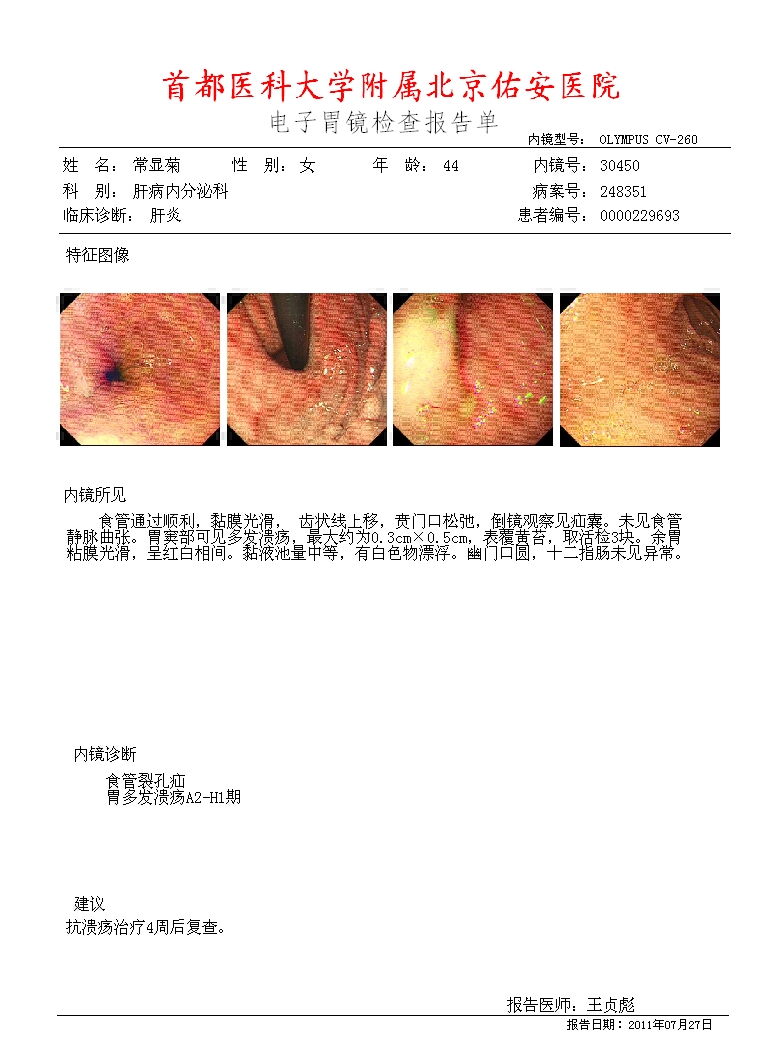 首都医科大学附属北京佑安医院
电子胃镜检查报告单
内镜型号： OLYMPUS CV-260
姓 名： 常显菊 性 别：女 年 龄： 44 内镜号：30450
科 别： 肝病内分泌科 病案号：248351
临床诊断： 肝炎 患者编号：0000229693
特征图像
内镜所见
食管通过顺利，黏膜光滑， 齿状线上移，贲门口松弛，倒镜观察见疝囊。未见食管
静脉曲张。胃窦部可见多发溃疡，最大约为0.3cm×0.5cm，表覆黄苔，取活检3块。余胃
粘膜光滑，呈红白相间。黏液池量中等，有白色物漂浮。幽门口圆，十二指肠未见异常。
内镜诊断
食管裂孔疝
胃多发溃疡A2-H1期
建议
抗溃疡治疗4周后复查。
报告医师：王贞彪
报告日期：2011年07月27日